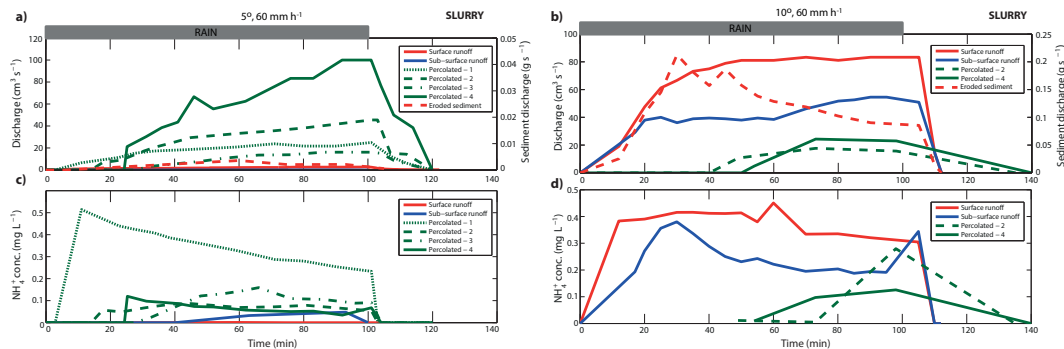 a) 5º, 60 mm h⁻¹ SLURRY
RAIN
120
100
80
60
40
20
0
Discharge (cm³ s⁻¹)
0.05
0.04
0.03
0.02
0.01
0
Sediment discharge (g s⁻¹)
Surface runoff
Sub−surface runoff
Percolated − 1
Percolated − 2
Percolated − 3
Percolated − 4
Eroded sediment
0 20 40 60 80 100 120 140
b) 10º, 60 mm h⁻¹ SLURRY
RAIN
100
80
60
40
20
0
Discharge (cm³ s⁻¹)
0.25
0.2
0.15
0.1
0.05
0
Sediment discharge (g s⁻¹)
Surface runoff
Sub−surface runoff
Percolated − 2
Percolated − 4
Eroded sediment
0 20 40 60 80 100 120 140
c)
0.5
0.4
0.3
0.2
0.1
0.0
NH₄⁺ conc. (mg L⁻¹)
Surface runoff
Sub−surface runoff
Percolated − 1
Percolated − 2
Percolated − 3
Percolated − 4
0 20 40 60 80 100 120 140
Time (min)
d)
0.5
0.4
0.3
0.2
0.1
0.0
NH₄⁺ conc. (mg L⁻¹)
Surface runoff
Sub−surface runoff
Percolated − 2
Percolated − 4
0 20 40 60 80 100 120 140
Time (min)